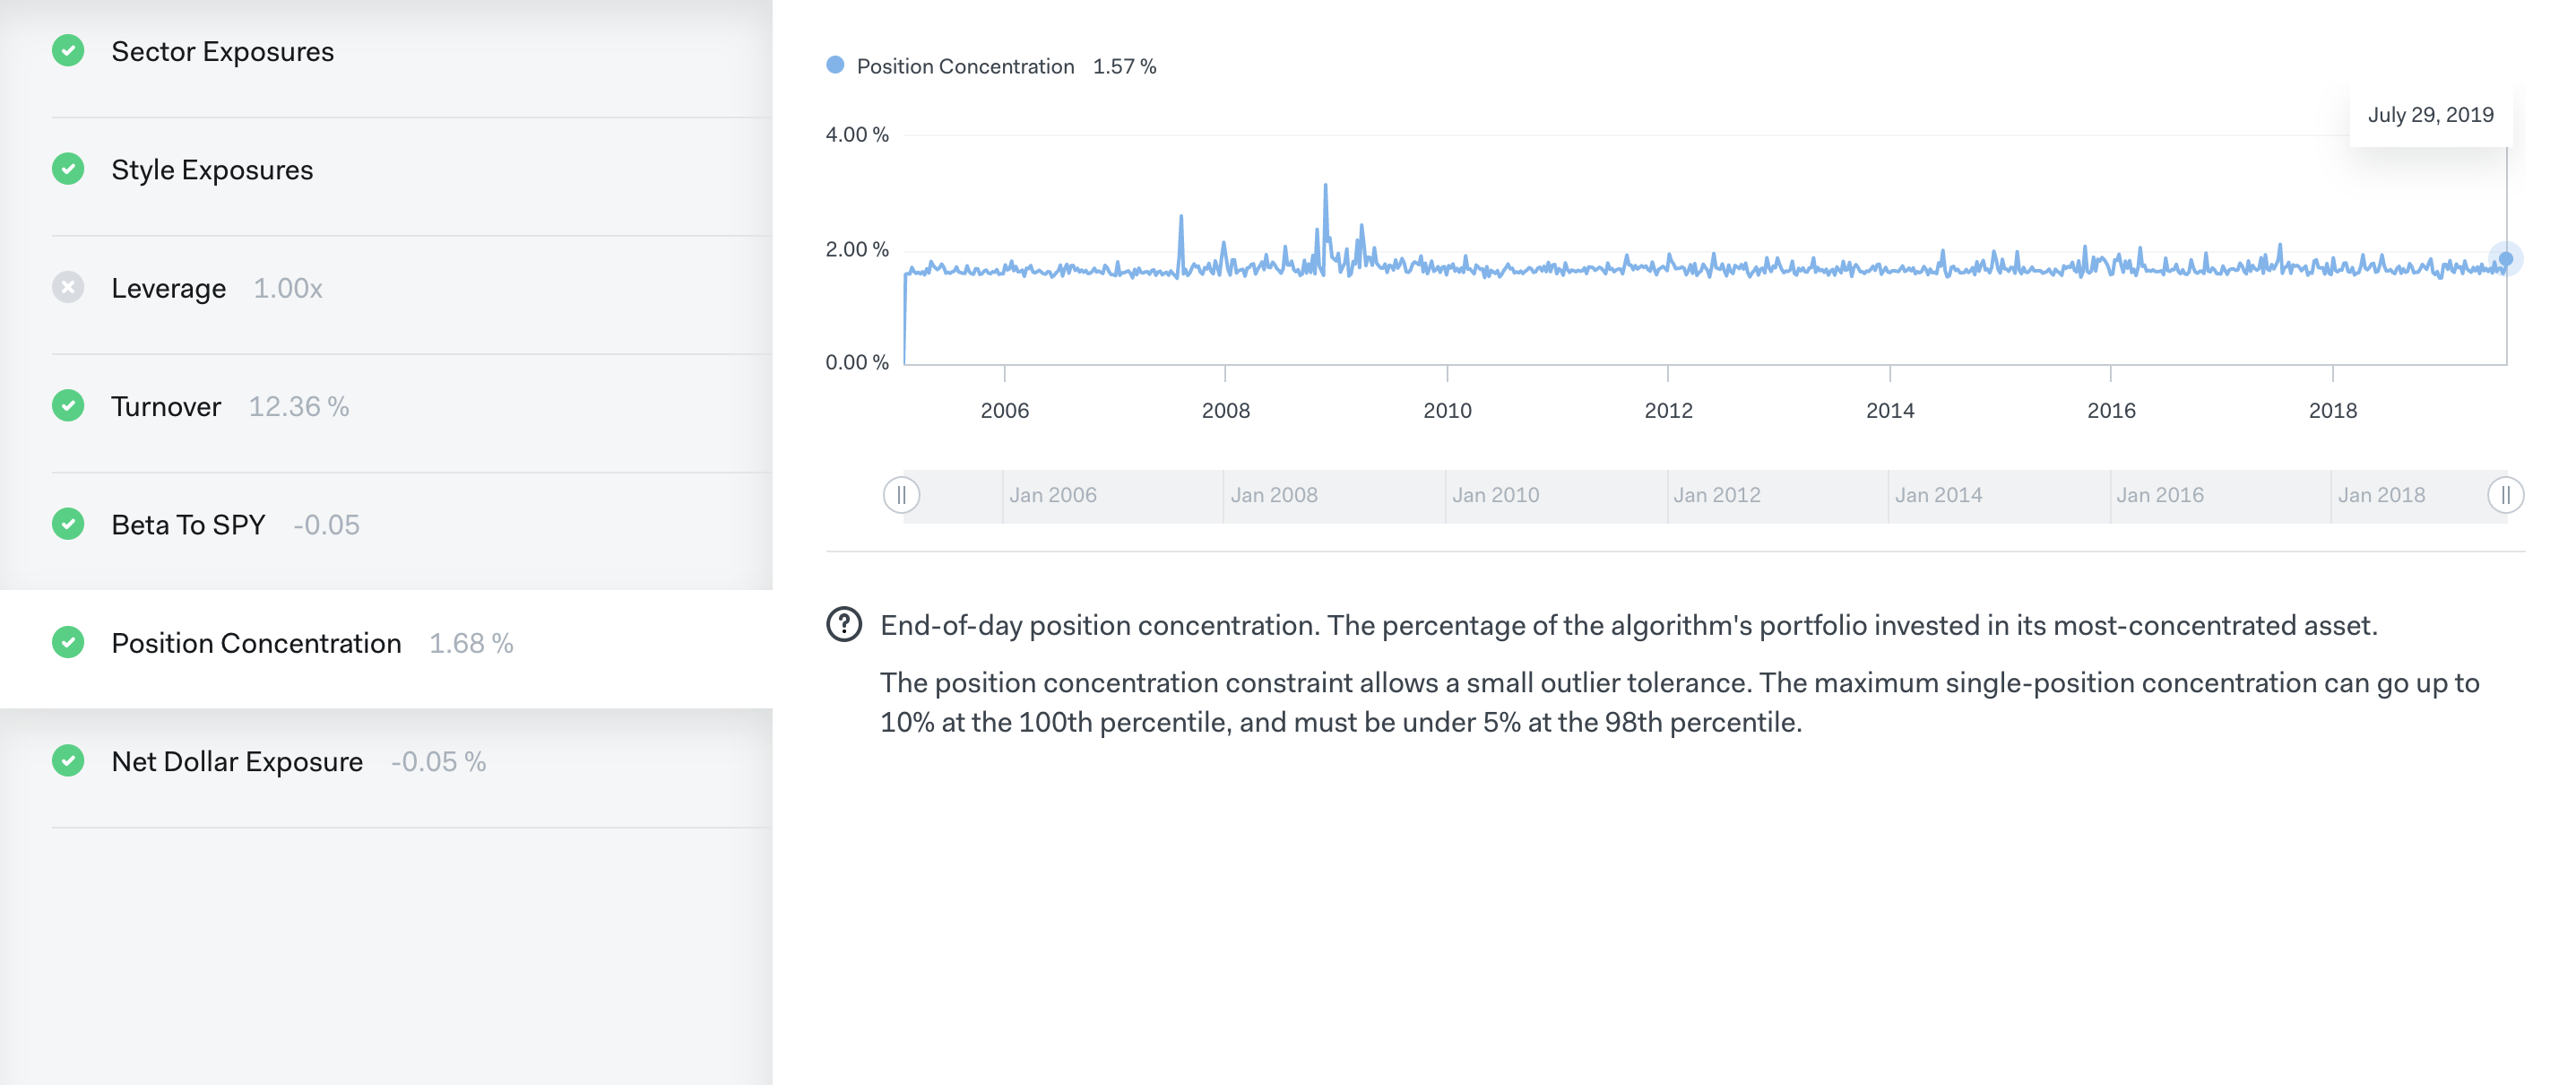 Sector Exposures
Style Exposures
Leverage 1.00x
Turnover 12.36 %
Beta To SPY -0.05
Position Concentration 1.68 %
Net Dollar Exposure -0.05 %
Position Concentration 1.57 %
July 29, 2019
4.00 %
2.00 %
0.00 %
2006 2008 2010 2012 2014 2016 2018
Jan 2006 Jan 2008 Jan 2010 Jan 2012 Jan 2014 Jan 2016 Jan 2018
End-of-day position concentration. The percentage of the algorithm's portfolio invested in its most-concentrated asset.
The position concentration constraint allows a small outlier tolerance. The maximum single-position concentration can go up to
10% at the 100th percentile, and must be under 5% at the 98th percentile.